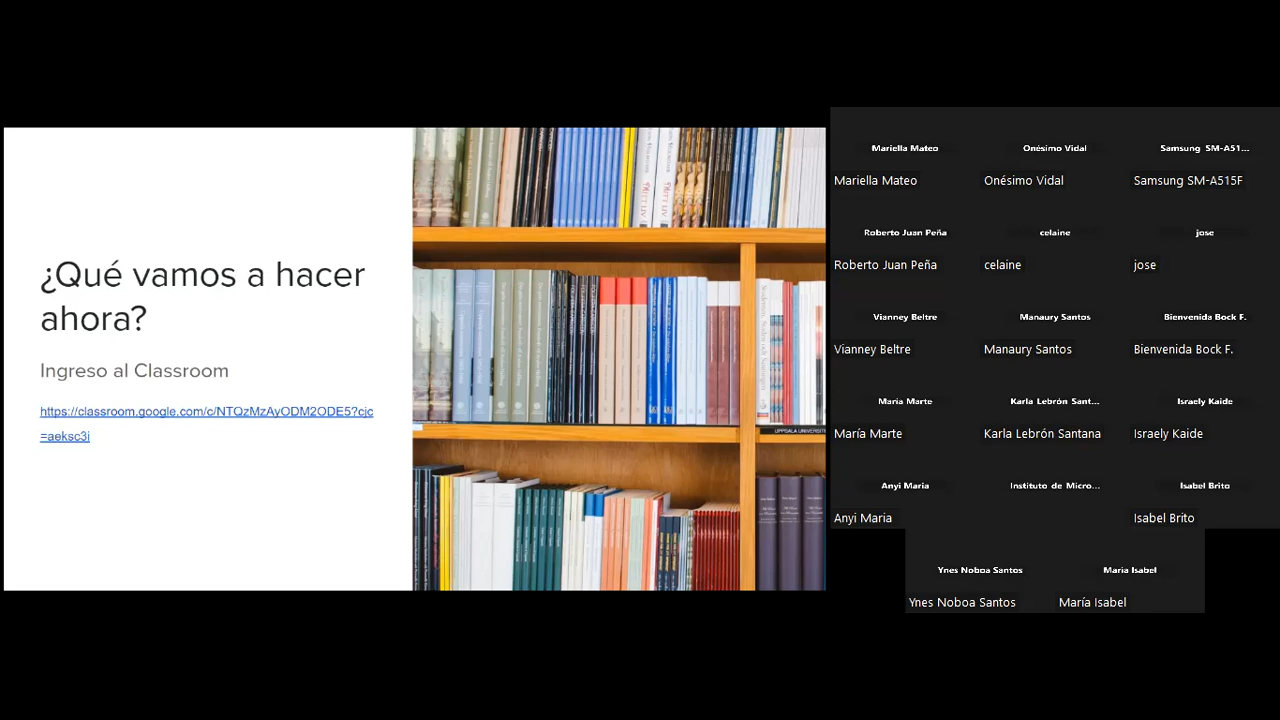 ¿Qué vamos a hacer
ahora?
Ingreso al Classroom
https://classroom.google.com/c/NTQzMzAyODM2ODE5?cjc
=aeksc3j
UPPSALA UNIVERSIT
Mariella Mateo
Onésimo Vidal
Samsung SM-A51...
Mariella Mateo
Onésimo Vidal
Samsung SM-A515F
Roberto Juan Peña
celaine
jose
Roberto Juan Peña
celaine
jose
Vianney Beltre
Manaury Santos
Bienvenida Bock F.
Vianney Beltre
Manaury Santos
Bienvenida Bock F.
María Marte
Karla Lebrón Sant...
Israely Kaide
María Marte
Karla Lebrón Santana
Israely Kaide
Anyi Maria
Instituto de Micro...
Isabel Brito
Anyi Maria
Isabel Brito
Ynes Noboa Santos
María Isabel
Ynes Noboa Santos
María Isabel